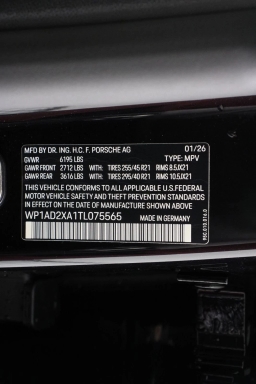 MFD BY DR. ING. H.C. F. PORSCHE AG 01/26
GVWR 6195 LBS TYPE: MPV
GAWR FRONT 2712 LBS WITH: TIRES 255/45 R21 RIMS 8.5JX21
GAWR REAR 3616 LBS WITH: TIRES 295/40 R21 RIMS 10.5JX21
THIS VEHICLE CONFORMS TO ALL APPLICABLE U.S. FEDERAL
MOTOR VEHICLE SAFETY AND THEFT PREVENTION STANDARDS
IN EFFECT ON THE DATE OF MANUFACTURE SHOWN ABOVE
WP1AD2XA1TL075565 MADE IN GERMANY